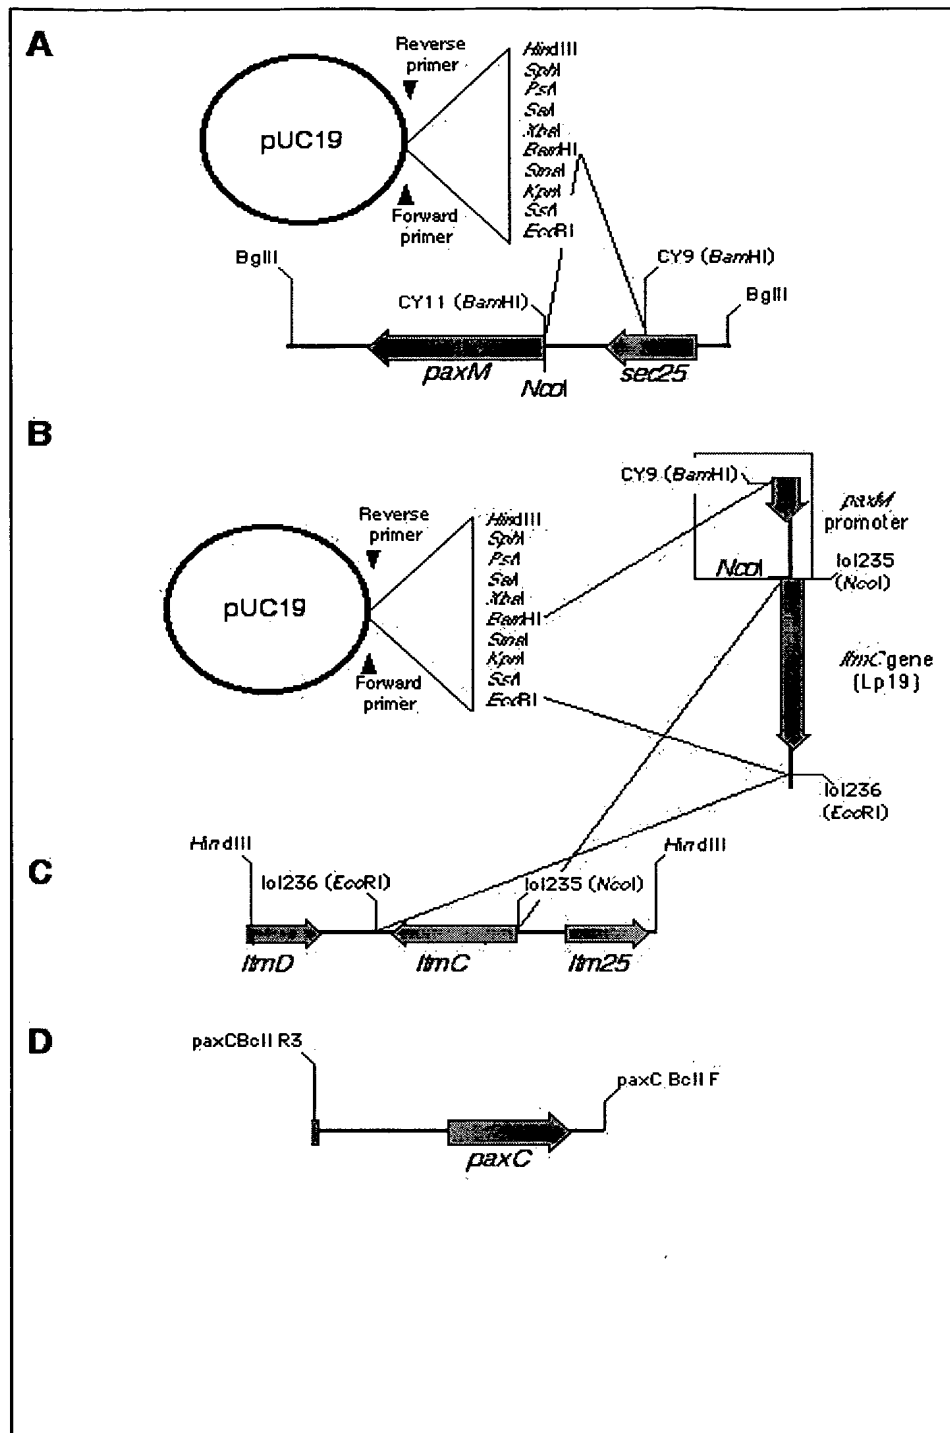 A
Reverse
primer
pUC19
Forward
primer
HindIII
SphI
PstI
SalI
XbaI
BamHI
SmaI
KpnI
SstI
EcoRI
BglII
CY11 (BamHI)
CY9 (BamHI)
BglII
paxM
NcoI
sec25
B
Reverse
primer
pUC19
Forward
primer
HindIII
SphI
PstI
SalI
XbaI
BamHI
SmaI
KpnI
SstI
EcoRI
CY9 (BamHI)
paxM
promoter
NcoI
lol235
(NcoI)
ltmC gene
(Lp19)
lol236
(EcoRI)
C
HindIII
lol236 (EcoRI)
lol235 (NcoI)
HindIII
ltmD
ltmC
ltm25
D
paxCBclI R3
paxC BclI F
paxC